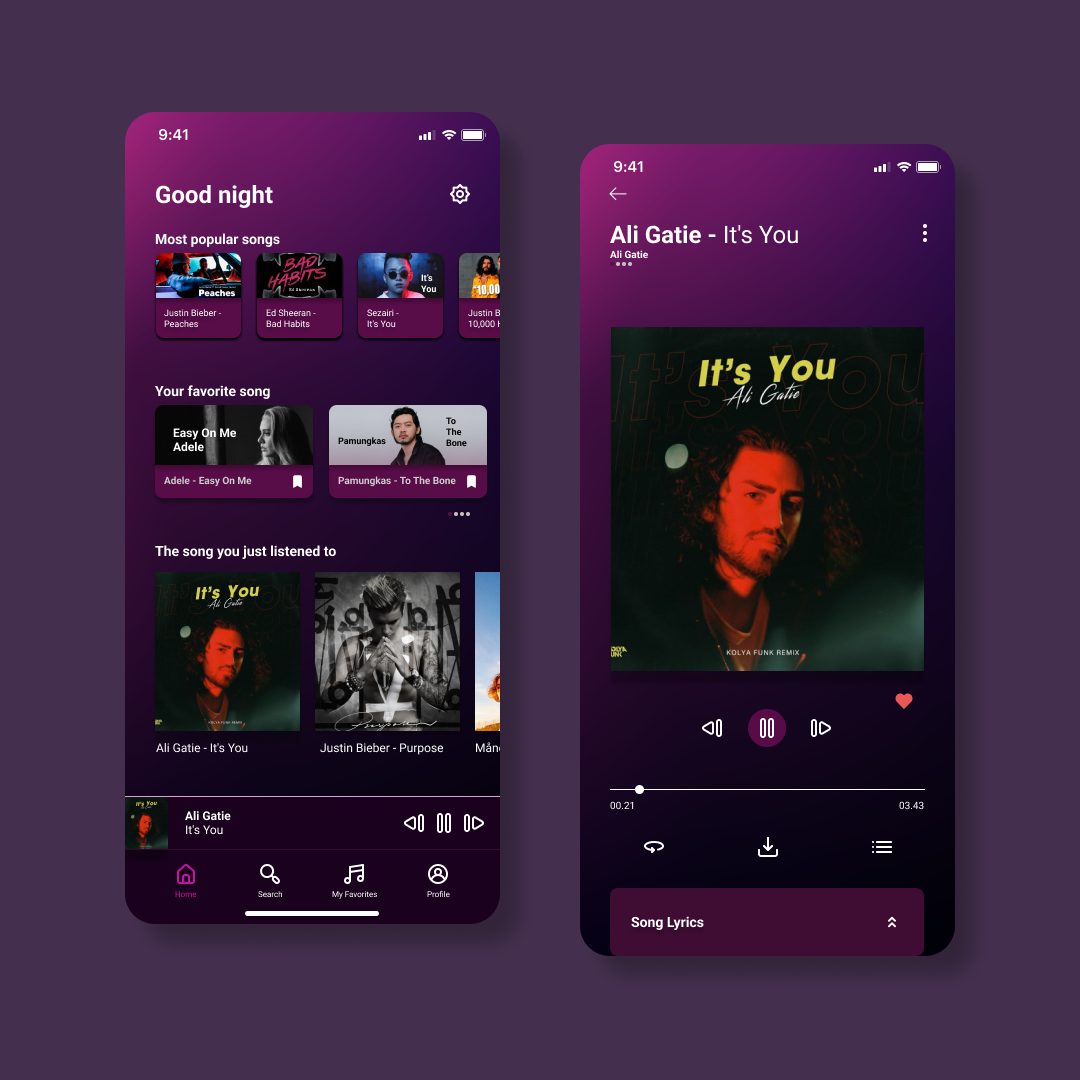 9:41
Good night
Most popular songs
Peaches
Justin Bieber -
Peaches
BAD
HABITS
Ed Sheeran
Ed Sheeran -
Bad Habits
It's
You
Sezairi -
It's You
10,00
Justin B
10,000 H
Your favorite song
Easy On Me
Adele
Adele - Easy On Me
Pamungkas
To
The
Bone
Pamungkas - To The Bone
The song you just listened to
It's You
Ali Gatie
KOLYA FUNK REMIX
Ali Gatie - It's You
Purpose
Justin Bieber - Purpose
Mån
It's You
Ali Gatie
It's You
Home
Search
My Favorites
Profile
9:41
Ali Gatie - It's You
Ali Gatie
It's You
It's You
Ali Gatie
KOLYA FUNK REMIX
00.21
03.43
Song Lyrics